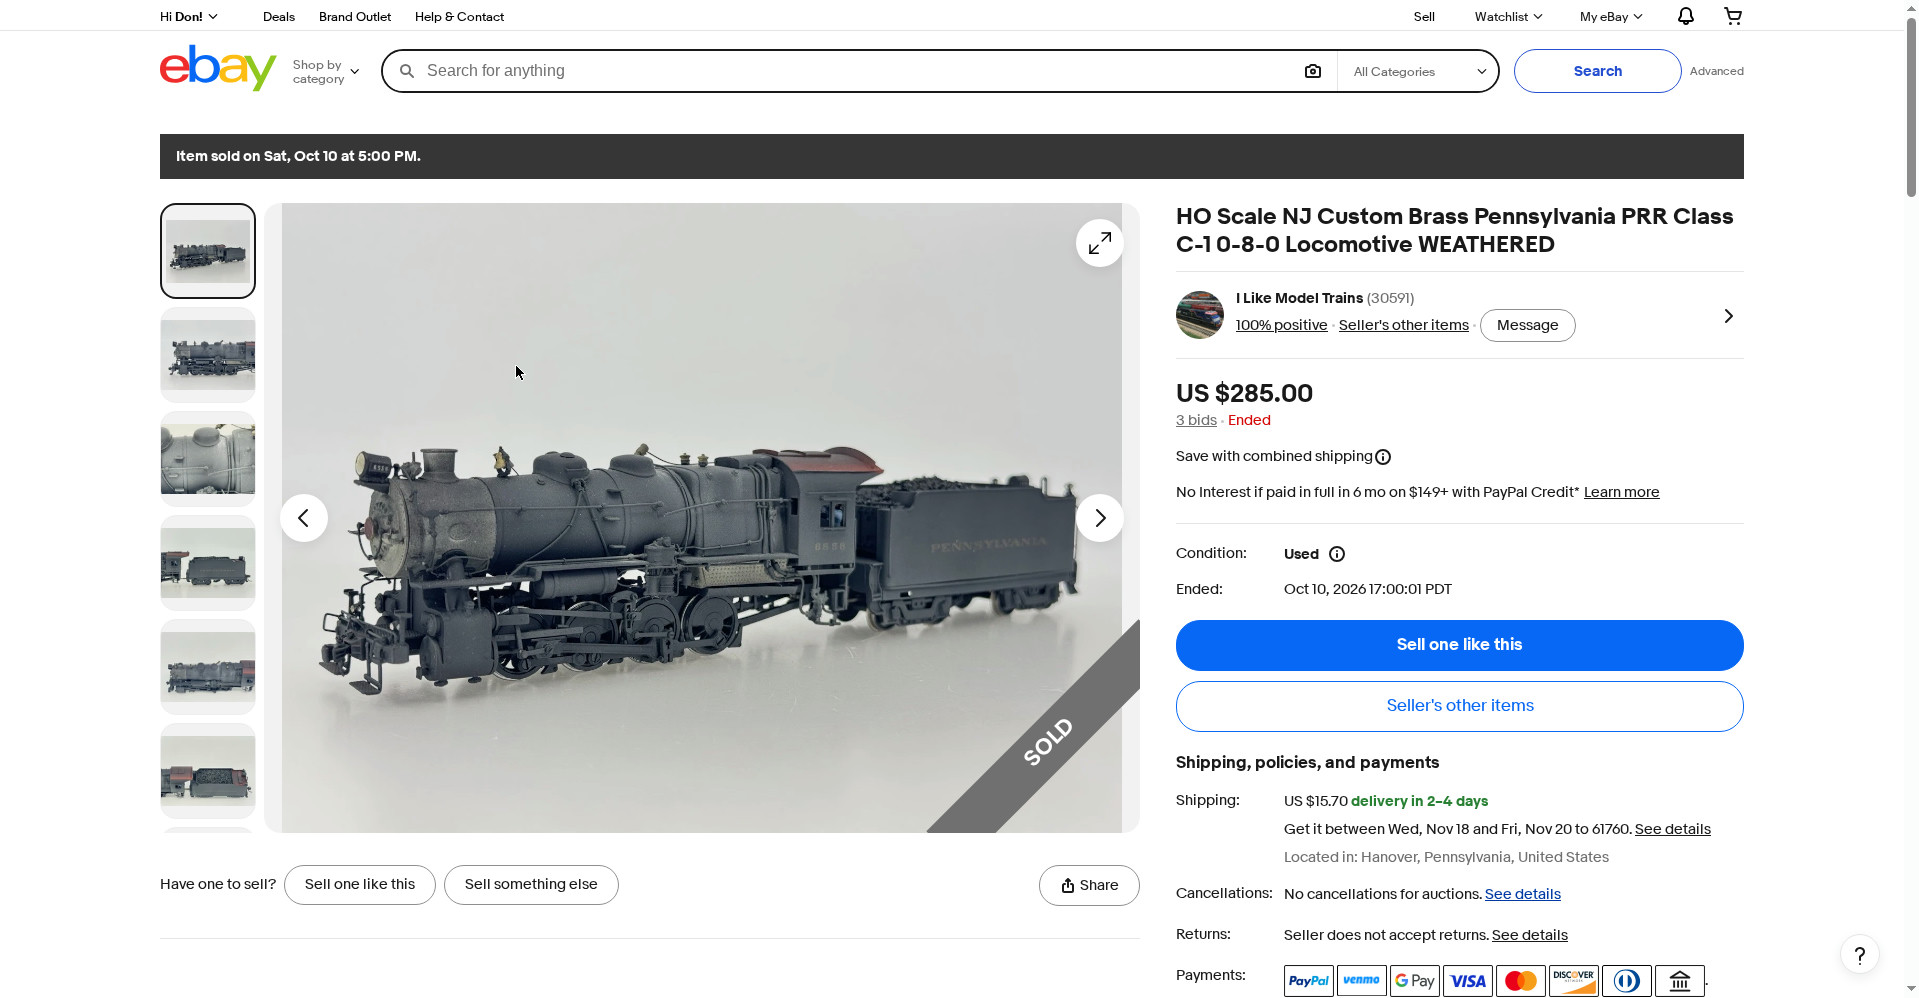 Hi Don!
Deals
Brand Outlet
Help & Contact
Sell
Watchlist
My eBay
ebay
Shop by
category
Search for anything
All Categories
Search
Advanced
Item sold on Sat, Oct 10 at 5:00 PM.
PENNSYLVANIA
SOLD
Have one to sell?
Sell one like this
Sell something else
Share
HO Scale NJ Custom Brass Pennsylvania PRR Class
C-1 0-8-0 Locomotive WEATHERED
I Like Model Trains (30591)
100% positive · Seller's other items · Message
US $285.00
3 bids · Ended
Save with combined shipping
No Interest if paid in full in 6 mo on $149+ with PayPal Credit* Learn more
Condition: Used
Ended: Oct 10, 2026 17:00:01 PDT
Sell one like this
Seller's other items
Shipping, policies, and payments
Shipping: US $15.70 delivery in 2–4 days
Get it between Wed, Nov 18 and Fri, Nov 20 to 61760. See details
Located in: Hanover, Pennsylvania, United States
Cancellations: No cancellations for auctions. See details
Returns: Seller does not accept returns. See details
Payments: PayPal venmo G Pay VISA DISCOVER
?